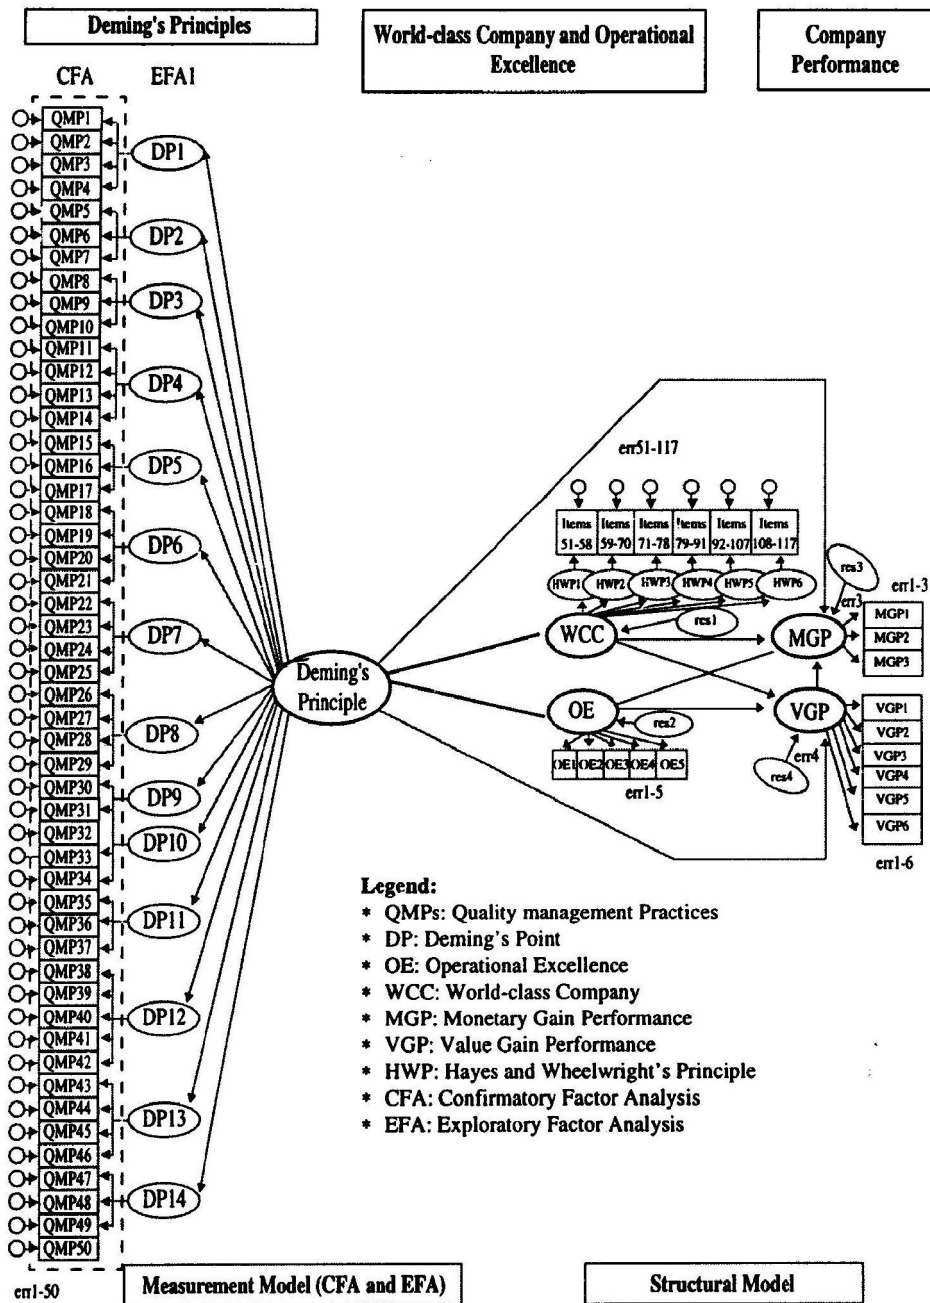 Deming's Principles
World-class Company and Operational
Excellence
Company
Performance
CFA
EFA1
QMP1
QMP2
QMP3
QMP4
QMP5
QMP6
QMP7
QMP8
QMP9
QMP10
QMP11
QMP12
QMP13
QMP14
QMP15
QMP16
QMP17
QMP18
QMP19
QMP20
QMP21
QMP22
QMP23
QMP24
QMP25
QMP26
QMP27
QMP28
QMP29
QMP30
QMP31
QMP32
QMP33
QMP34
QMP35
QMP36
QMP37
QMP38
QMP39
QMP40
QMP41
QMP42
QMP43
QMP44
QMP45
QMP46
QMP47
QMP48
QMP49
QMP50
err1-50
DP1
DP2
DP3
DP4
DP5
DP6
DP7
DP8
DP9
DP10
DP11
DP12
DP13
DP14
Deming's
Principle
err51-117
Items
51-58
Items
59-70
Items
71-78
Items
79-91
Items
92-107
Items
108-117
HWP1
HWP2
HWP3
HWP4
HWP5
HWP6
WCC
res1
OE
res2
OE1
OE2
OE3
OE4
OE5
err1-5
res3
err3
err1-3
MGP
MGP1
MGP2
MGP3
VGP
err4
res4
VGP1
VGP2
VGP3
VGP4
VGP5
VGP6
err1-6
Legend:
* QMPs: Quality management Practices
* DP: Deming's Point
* OE: Operational Excellence
* WCC: World-class Company
* MGP: Monetary Gain Performance
* VGP: Value Gain Performance
* HWP: Hayes and Wheelwright's Principle
* CFA: Confirmatory Factor Analysis
* EFA: Exploratory Factor Analysis
Measurement Model (CFA and EFA)
Structural Model